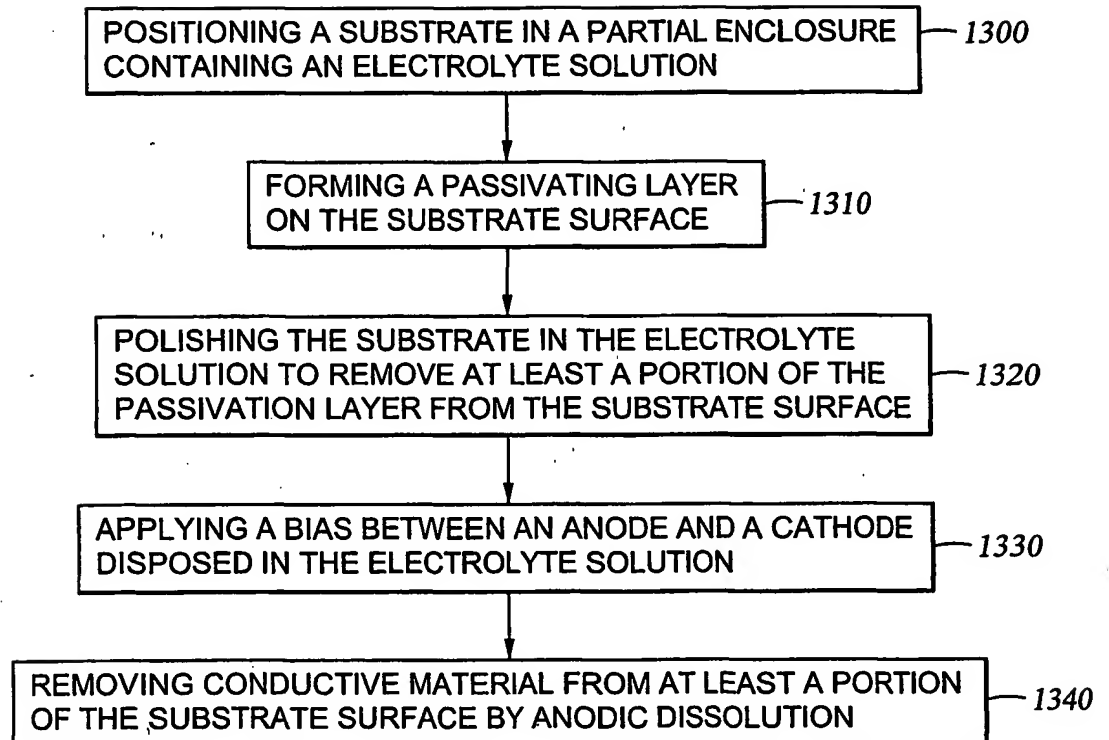 POSITIONING A SUBSTRATE IN A PARTIAL ENCLOSURE
CONTAINING AN ELECTROLYTE SOLUTION
1300
FORMING A PASSIVATING LAYER
ON THE SUBSTRATE SURFACE
1310
POLISHING THE SUBSTRATE IN THE ELECTROLYTE
SOLUTION TO REMOVE AT LEAST A PORTION OF THE
PASSIVATION LAYER FROM THE SUBSTRATE SURFACE
1320
APPLYING A BIAS BETWEEN AN ANODE AND A CATHODE
DISPOSED IN THE ELECTROLYTE SOLUTION
1330
REMOVING CONDUCTIVE MATERIAL FROM AT LEAST A PORTION
OF THE SUBSTRATE SURFACE BY ANODIC DISSOLUTION
1340